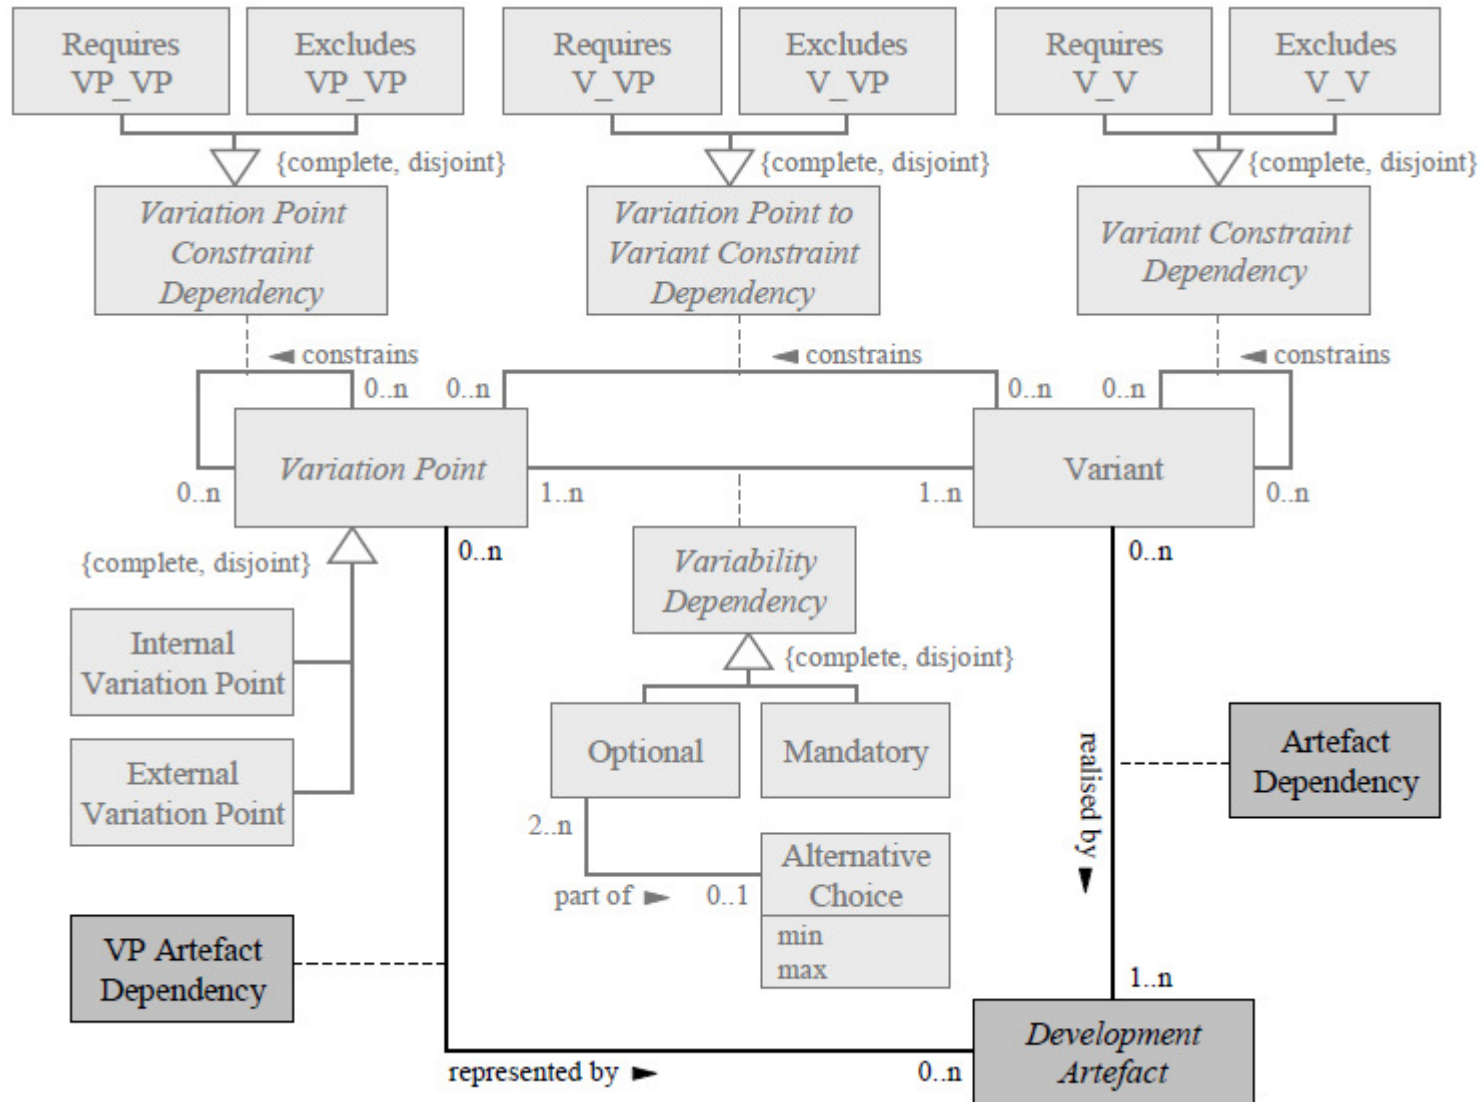 Requires
VP_VP
Excludes
VP_VP
Requires
V_VP
Excludes
V_VP
Requires
V_V
Excludes
V_V
{complete, disjoint}
{complete, disjoint}
{complete, disjoint}
Variation Point
Constraint
Dependency
Variation Point to
Variant Constraint
Dependency
Variant Constraint
Dependency
◄ constrains
◄ constrains
◄ constrains
0..n
0..n
0..n
0..n
Variation Point
Variant
0..n
1..n
1..n
0..n
{complete, disjoint}
0..n
0..n
Variability
Dependency
Internal
Variation Point
{complete, disjoint}
External
Variation Point
Optional
Mandatory
realised by ►
Artefact
Dependency
2..n
part of ►
0..1
Alternative
Choice
min
max
VP Artefact
Dependency
1..n
represented by ►
0..n
Development
Artefact